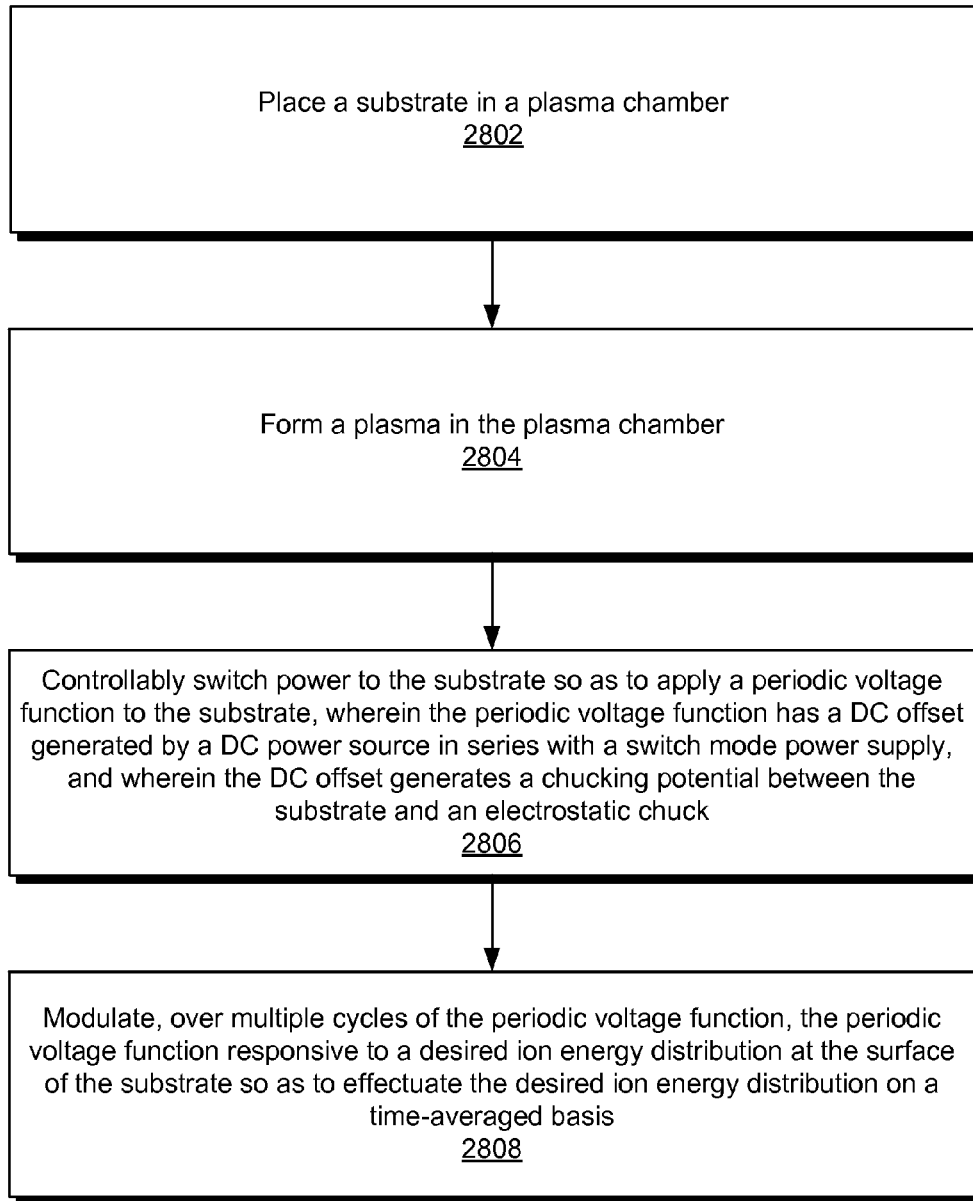 Place a substrate in a plasma chamber
2802
Form a plasma in the plasma chamber
2804
Controllably switch power to the substrate so as to apply a periodic voltage
function to the substrate, wherein the periodic voltage function has a DC offset
generated by a DC power source in series with a switch mode power supply,
and wherein the DC offset generates a chucking potential between the
substrate and an electrostatic chuck
2806
Modulate, over multiple cycles of the periodic voltage function, the periodic
voltage function responsive to a desired ion energy distribution at the surface
of the substrate so as to effectuate the desired ion energy distribution on a
time-averaged basis
2808